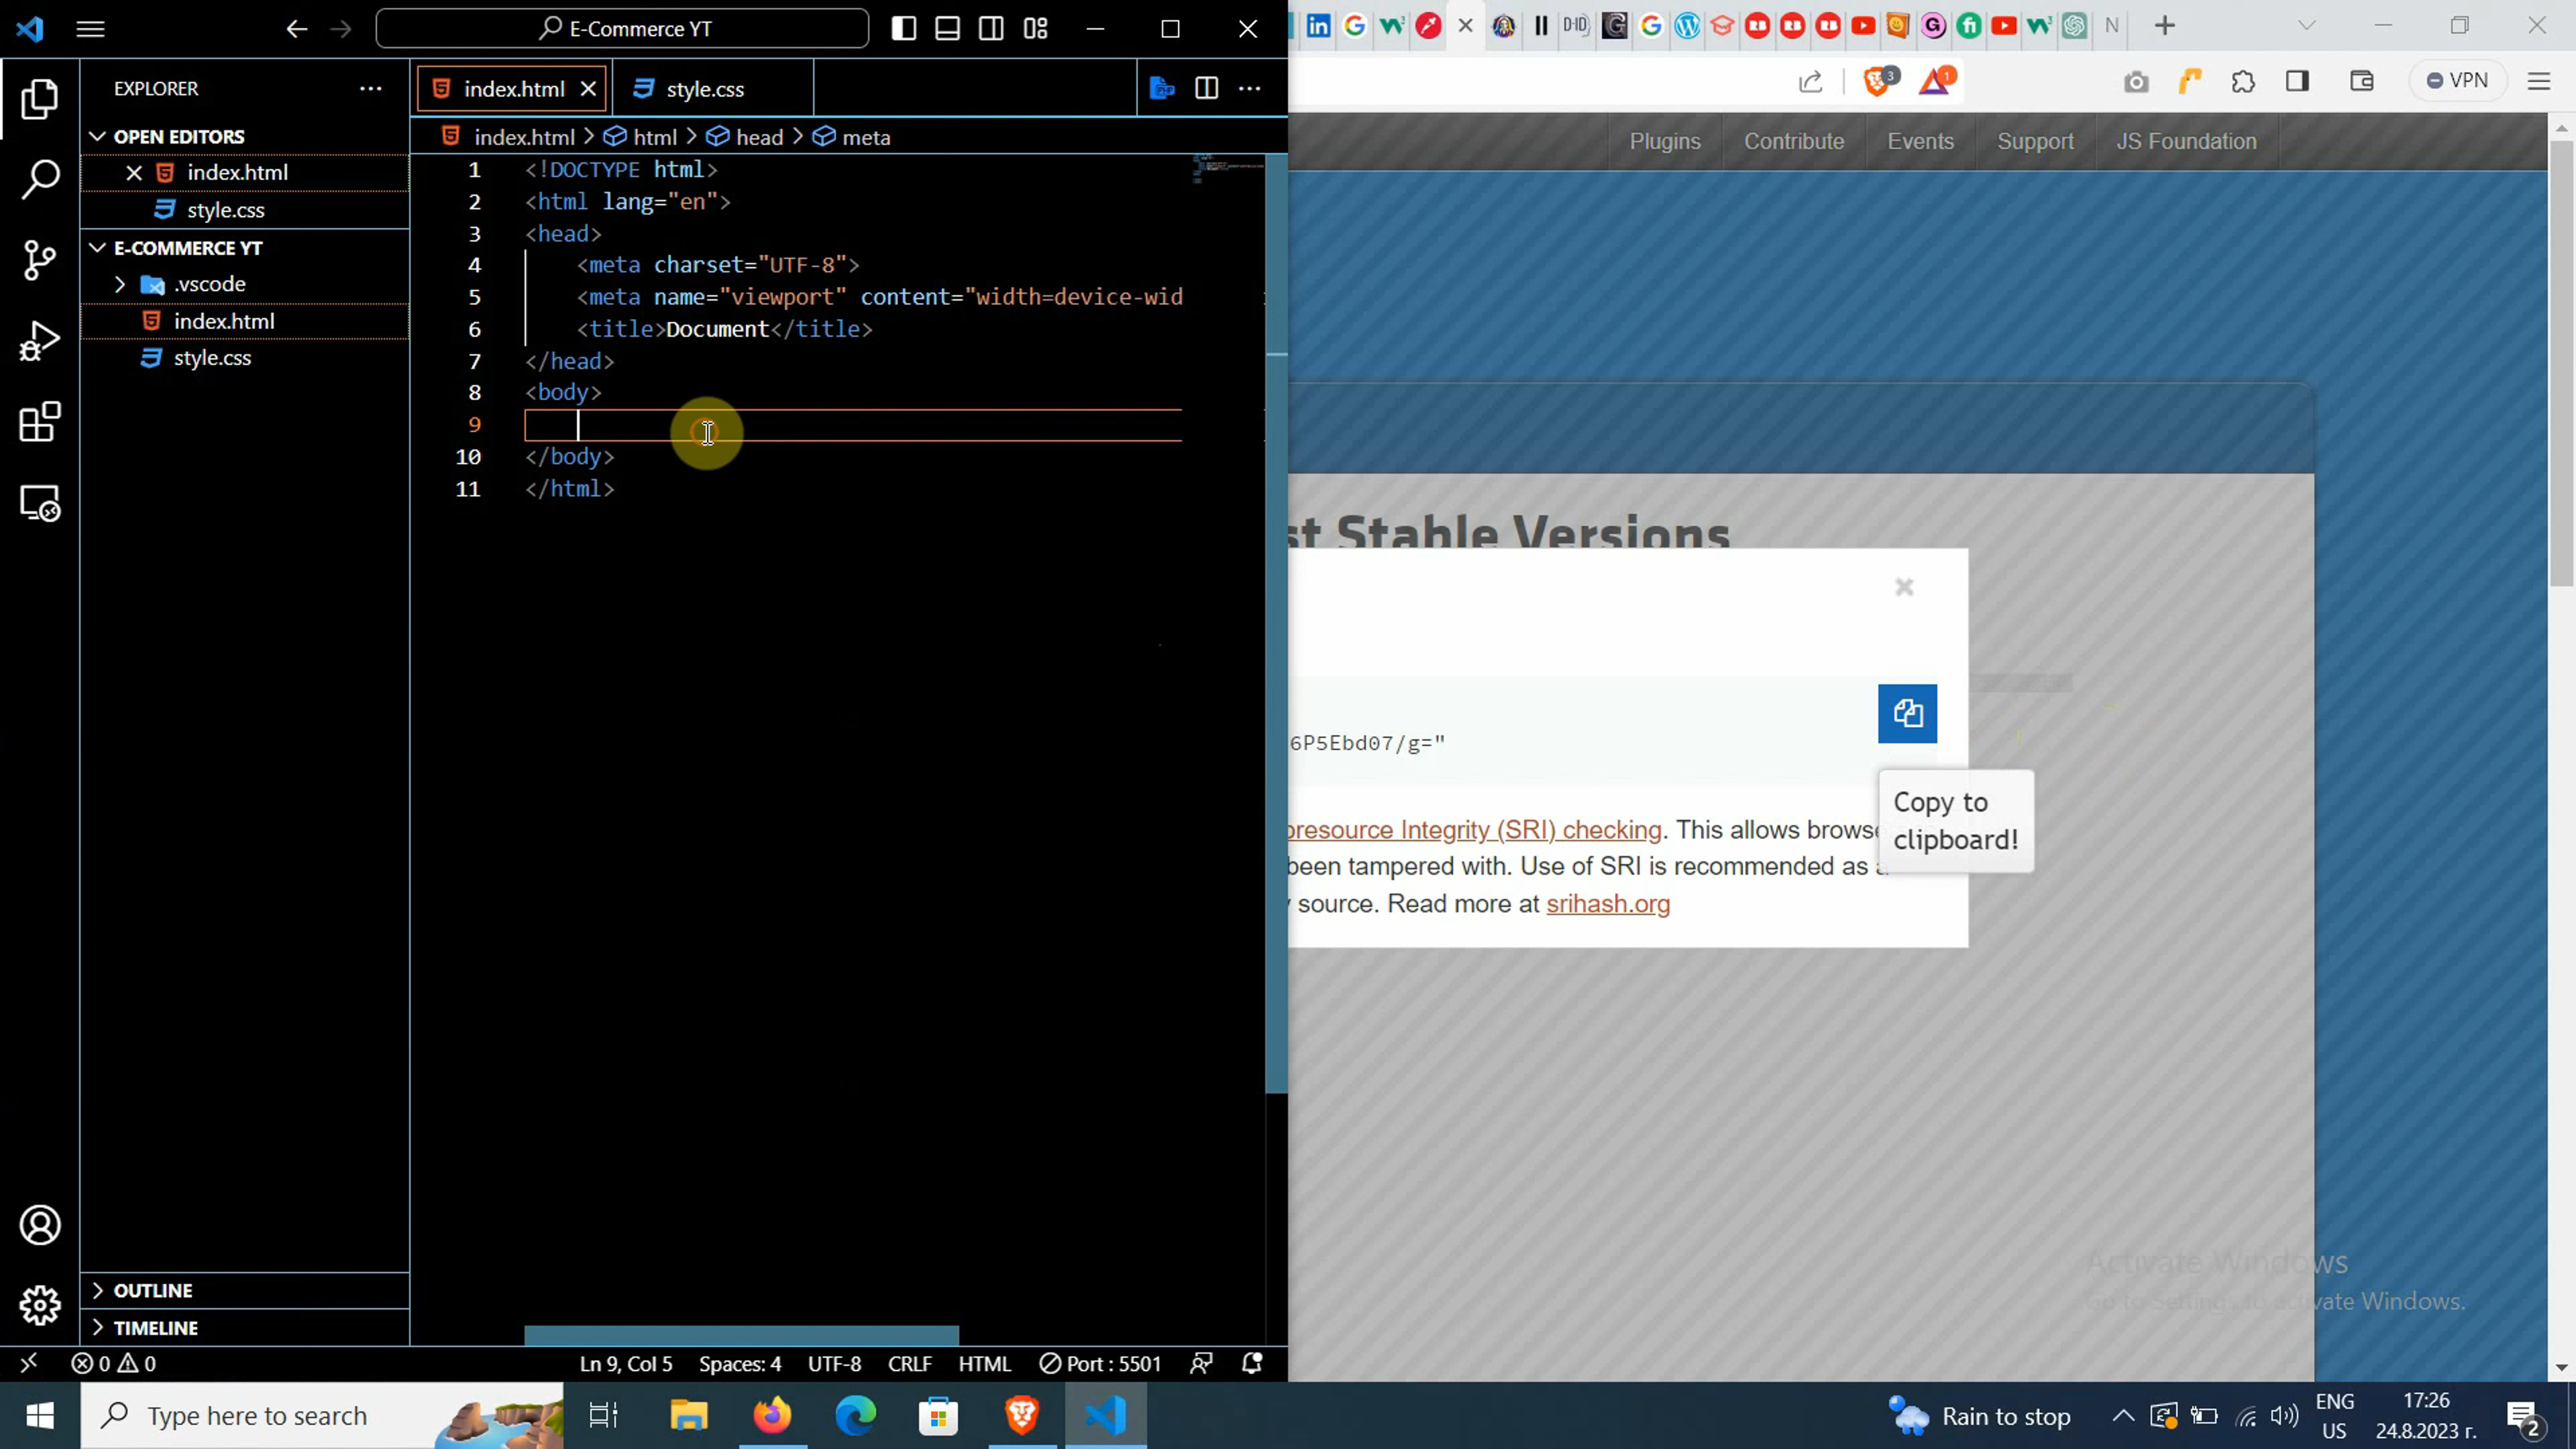 E-Commerce YT
EXPLORER
OPEN EDITORS
index.html
style.css
E-COMMERCE YT
.vscode
index.html
style.css
OUTLINE
TIMELINE
index.html
style.css
index.html > html > head > meta
1 <!DOCTYPE html>
2 <html lang="en">
3 <head>
4 <meta charset="UTF-8">
5 <meta name="viewport" content="width=device-wid
6 <title>Document</title>
7 </head>
8 <body>
9
10 </body>
11 </html>
0 0
Ln 9, Col 5 Spaces: 4 UTF-8 CRLF HTML Port : 5501
D-ID
3
1
VPN
Plugins Contribute Events Support JS Foundation
st Stable Versions
6P5Ebd07/g="
Copy to
clipboard!
resource Integrity (SRI) checking. This allows browse
been tampered with. Use of SRI is recommended as a
source. Read more at srihash.org
Activate Windows
Go to Settings to activate Windows.
Type here to search
Rain to stop
ENG
US
17:26
24.8.2023 г.
2